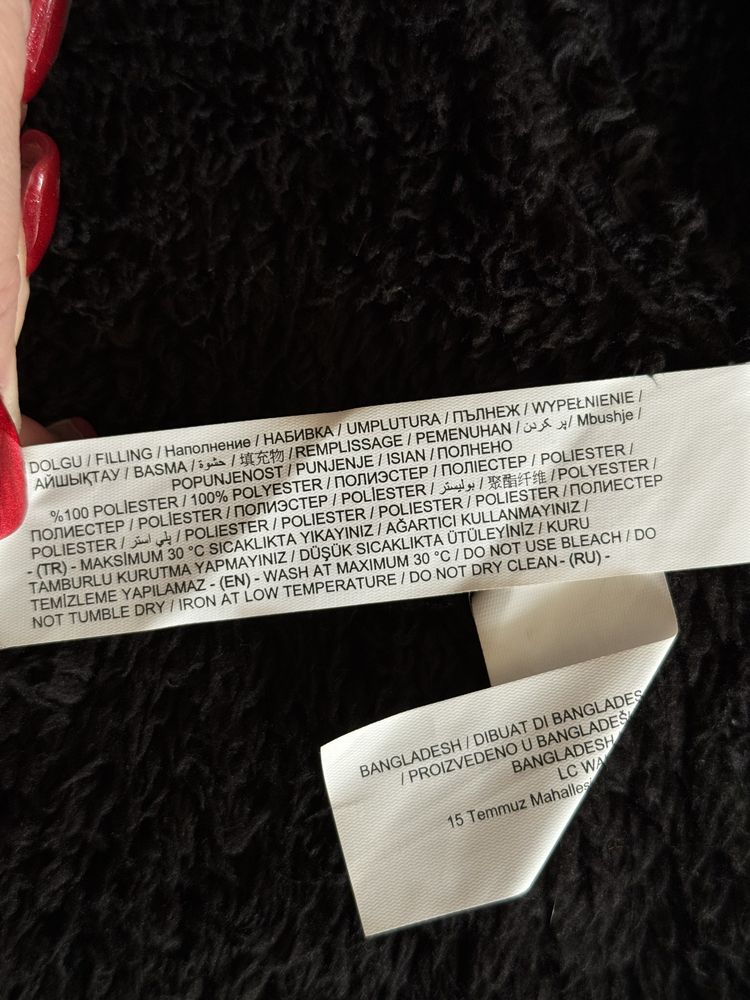 DOLGU / FILLING / Наполнение / НАБИВКА / UMPLUTURA / ПЪЛНЕЖ / WYPEŁNIENIE /
АЙШЫҚТАУ / BASMA / حشوة / 填充物 / REMPLISSAGE / PEMENUHAN / پر کردن / Mbushje /
POPUNJENOST / PUNJENJE / ISIAN / ПОЛНЕНО
%100 POLİESTER / 100% POLYESTER / ПОЛИЭСТЕР / ПОЛІЕСТЕР / POLYESTER /
ПОЛИЕСТЕР / POLİESTER / ПОЛИЭСТЕР / POLİESTER / بوليستر / 聚酯纤维 / POLYESTER /
POLIESTER / پلی استر / POLIESTER / POLIESTER / POLIESTER / POLIESTER / ПОЛИЕСТЕР
- (TR) - MAKSİMUM 30 °C SICAKLIKTA YIKAYINIZ / AĞARTICI KULLANMAYINIZ /
TAMBURLU KURUTMA YAPMAYINIZ / DÜŞÜK SICAKLIKTA ÜTÜLEYİNİZ / KURU
TEMİZLEME YAPILAMAZ - (EN) - WASH AT MAXIMUM 30 °C / DO NOT USE BLEACH / DO
NOT TUMBLE DRY / IRON AT LOW TEMPERATURE / DO NOT DRY CLEAN - (RU) -
BANGLADESH / DIBUAT DI BANGLADES
/ PROIZVEDENO U BANGLADEŠ
BANGLADESH
LC WA
15 Temmuz Mahalles